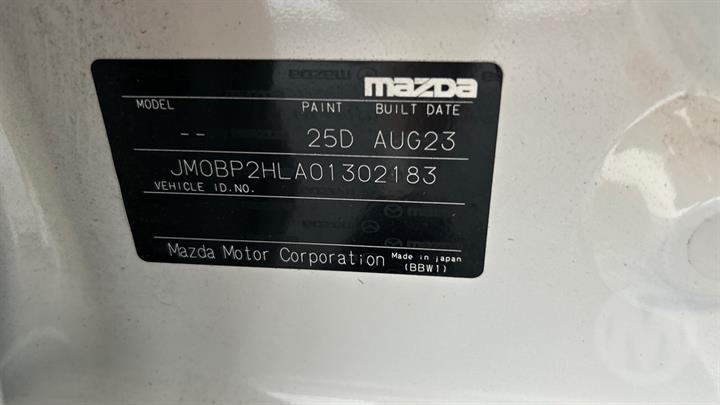 mazda
MODEL PAINT BUILT DATE
-- 25D AUG23
JM0BP2HLA01302183
VEHICLE ID.NO.
Mazda Motor Corporation Made in japan
(BBW1)